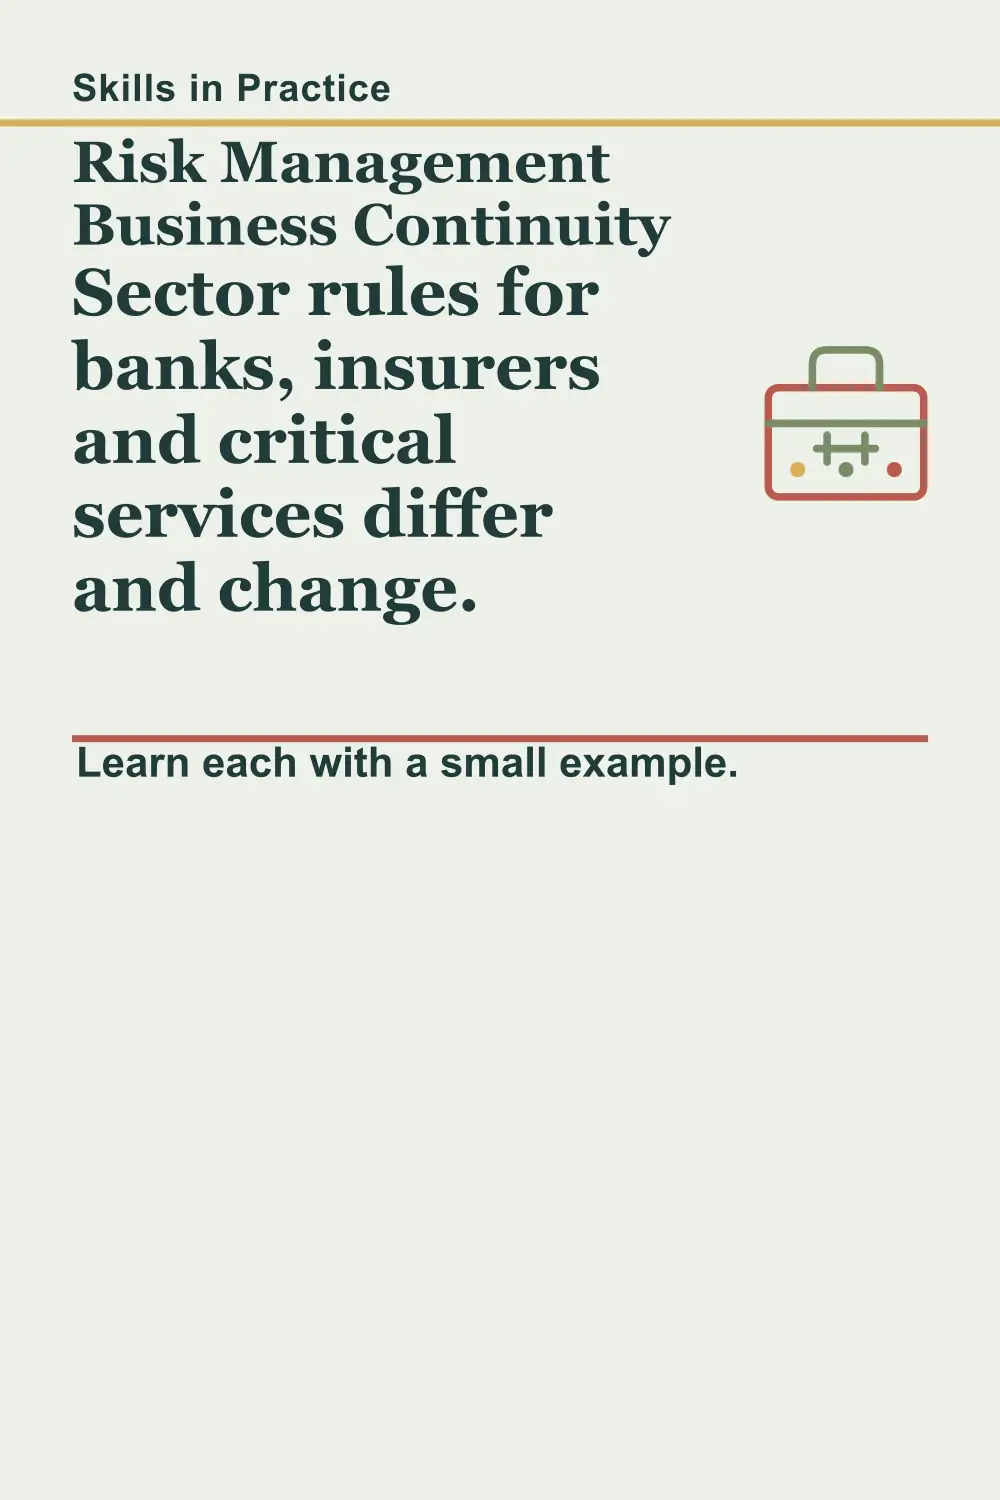 Skills in Practice
Risk Management
Business Continuity
Sector rules for
banks, insurers
and critical
services differ
and change.
Learn each with a small example.